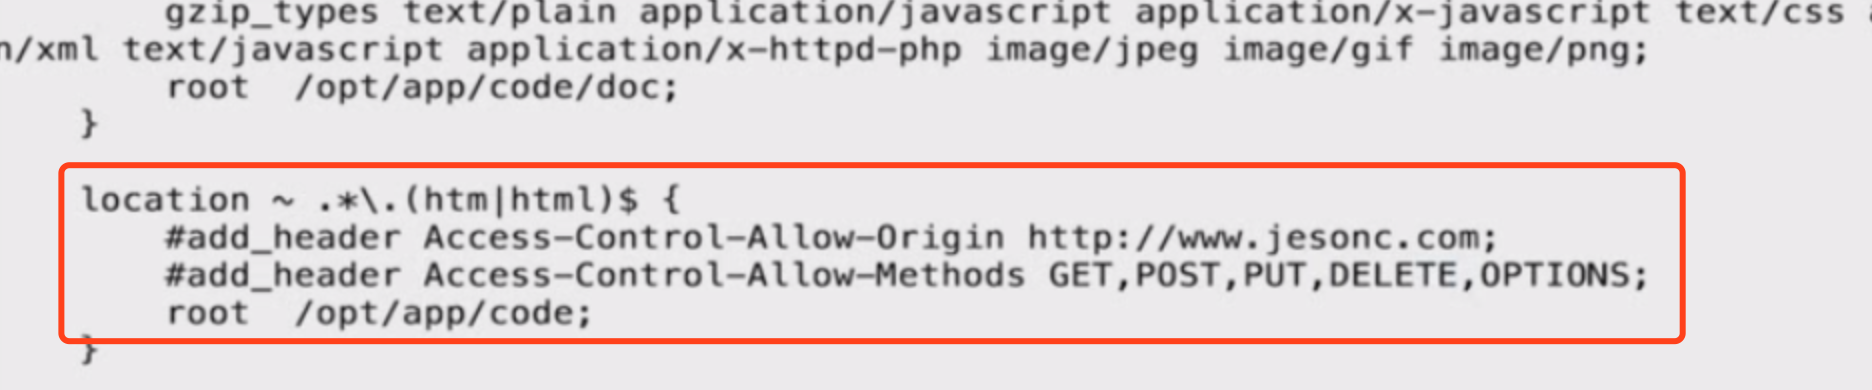 gzip_types text/plain application/javascript application/x-javascript text/css
n/xml text/javascript application/x-httpd-php image/jpeg image/gif image/png;
root  /opt/app/code/doc;
}
location ~ .*\.(htm|html)$ {
#add_header Access-Control-Allow-Origin http://www.jesonc.com;
#add_header Access-Control-Allow-Methods GET,POST,PUT,DELETE,OPTIONS;
root  /opt/app/code;
}